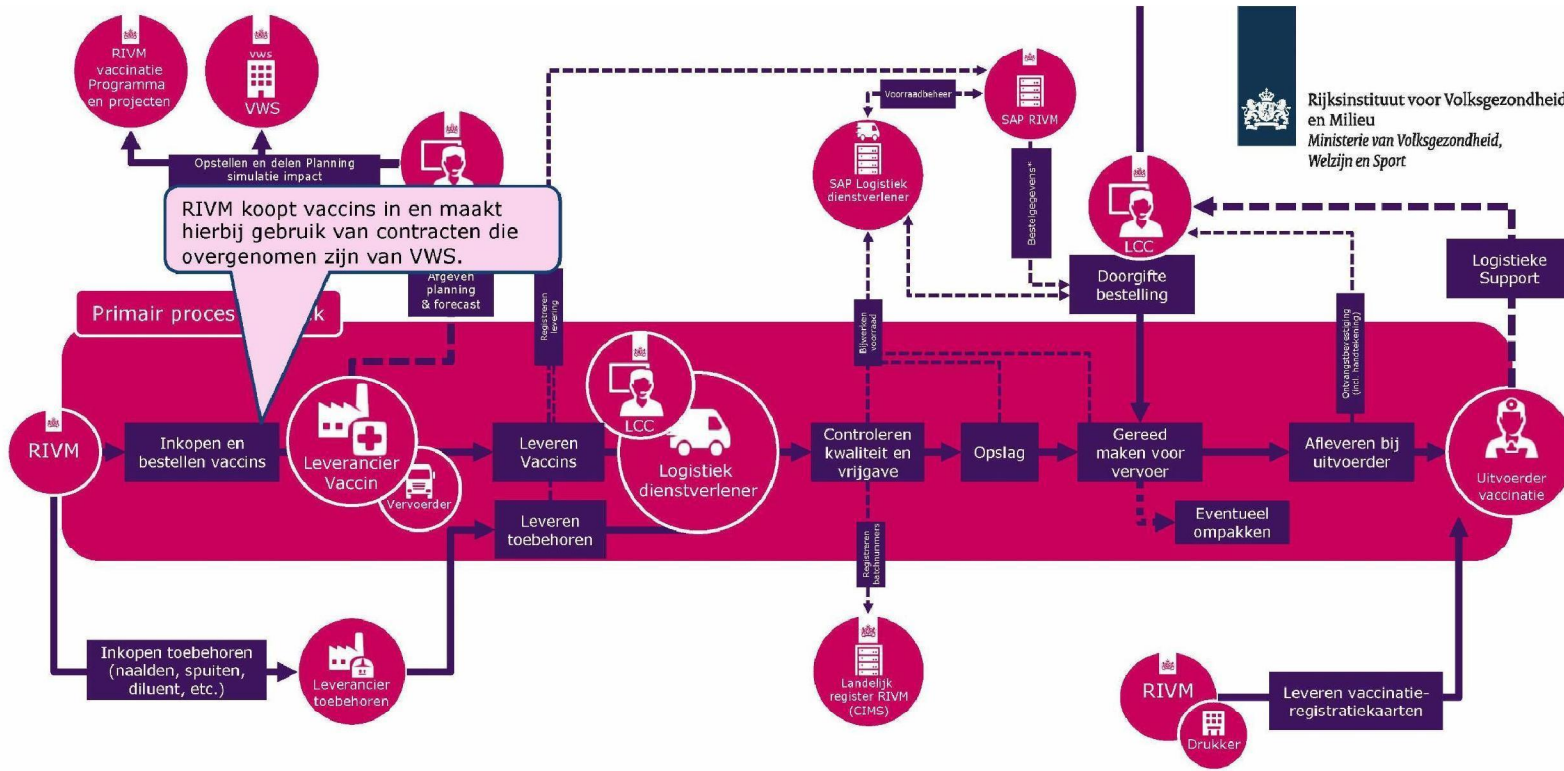 RIVM
vaccinatie
Programma
en projecten
vws
VWS
Opstellen en delen Planning
simulatie impact
RIVM koopt vaccins in en maakt
hierbij gebruik van contracten die
overgenomen zijn van VWS.
Afgeven
planning
& forecast
Registreren
levering
Voorraadbeheer
SAP RIVM
SAP Logistiek
dienstverlener
Bestelgegevens*
LCC
Doorgifte
bestelling
Rijksinstituut voor Volksgezondheid
en Milieu
Ministerie van Volksgezondheid,
Welzijn en Sport
Logistieke
Support
Bijwerken
voorraad
Ontvangstbevestiging
(incl. handtekening)
Primair proces
k
RIVM
Inkopen en
bestellen vaccins
Leverancier
Vaccin
Vervoerder
Leveren
Vaccins
LCC
Logistiek
dienstverlener
Controleren
kwaliteit en
vrijgave
Opslag
Gereed
maken voor
vervoer
Afleveren bij
uitvoerder
Uitvoerder
vaccinatie
Leveren
toebehoren
Eventueel
ompakken
Registreren
batchnummers
Inkopen toebehoren
(naalden, spuiten,
diluent, etc.)
Leverancier
toebehoren
Landelijk
register RIVM
(CIMS)
RIVM
Drukker
Leveren vaccinatie-
registratiekaarten